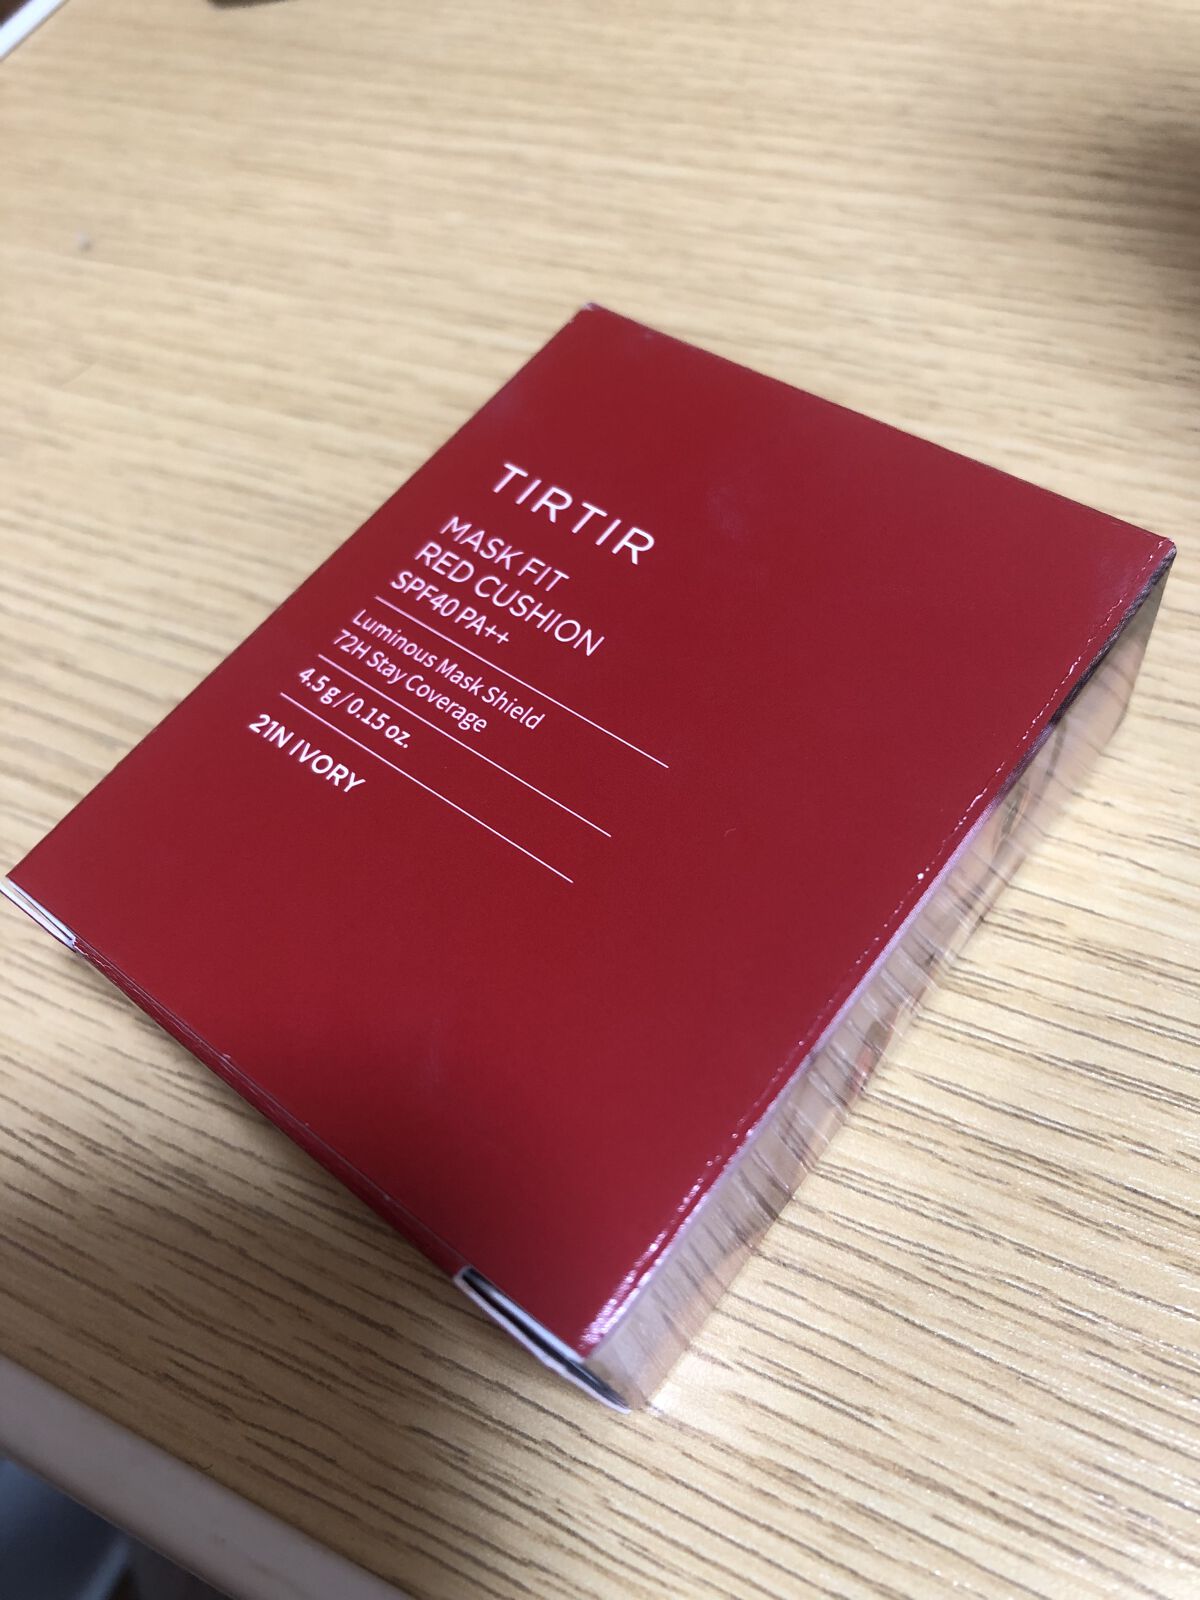 TIRTIR
MASK FIT
RED CUSHION
SPF40 PA++
Luminous Mask Shield
72H Stay Coverage
4.5 g / 0.15 oz.
21N IVORY